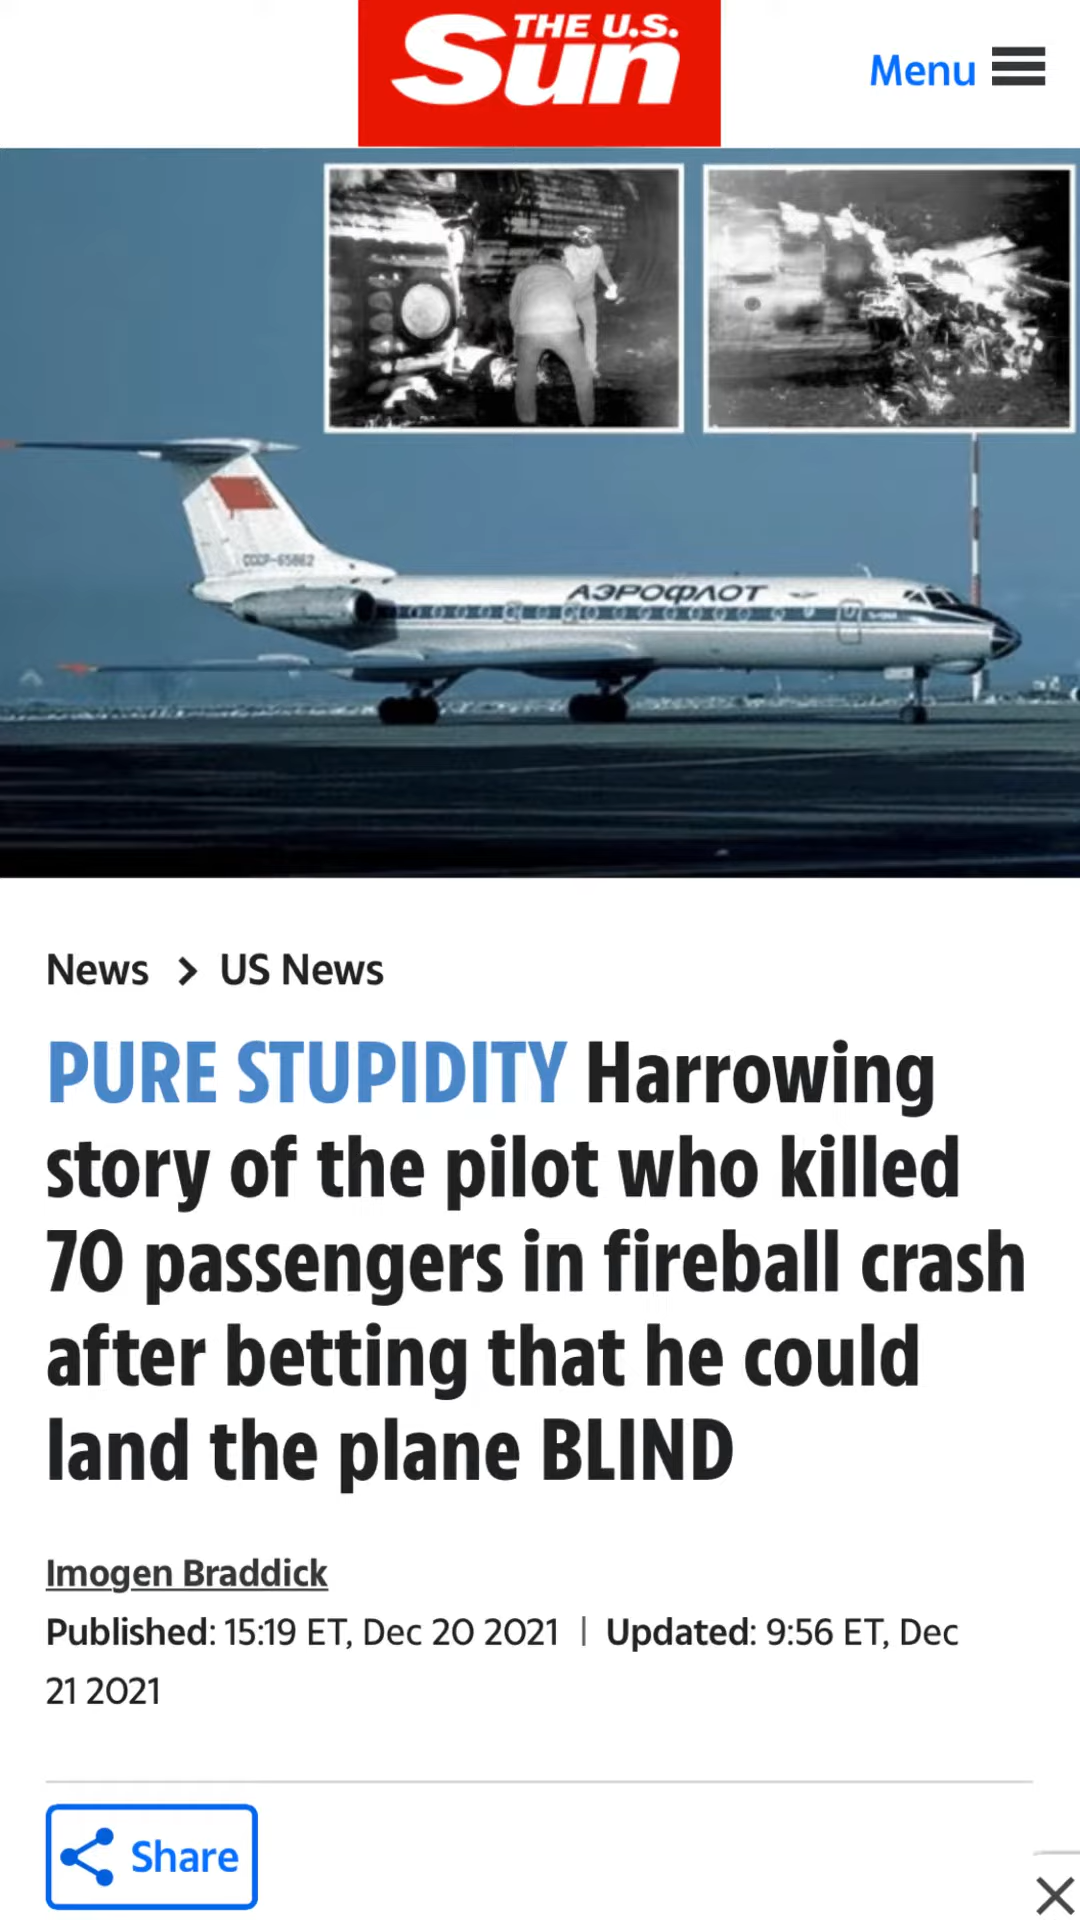 THE U.S.
Sun
Menu
СССР-65862
АЭРОФЛОТ
News > US News
PURE STUPIDITY Harrowing
story of the pilot who killed
70 passengers in fireball crash
after betting that he could
land the plane BLIND
Imogen Braddick
Published: 15:19 ET, Dec 20 2021 | Updated: 9:56 ET, Dec
21 2021
Share